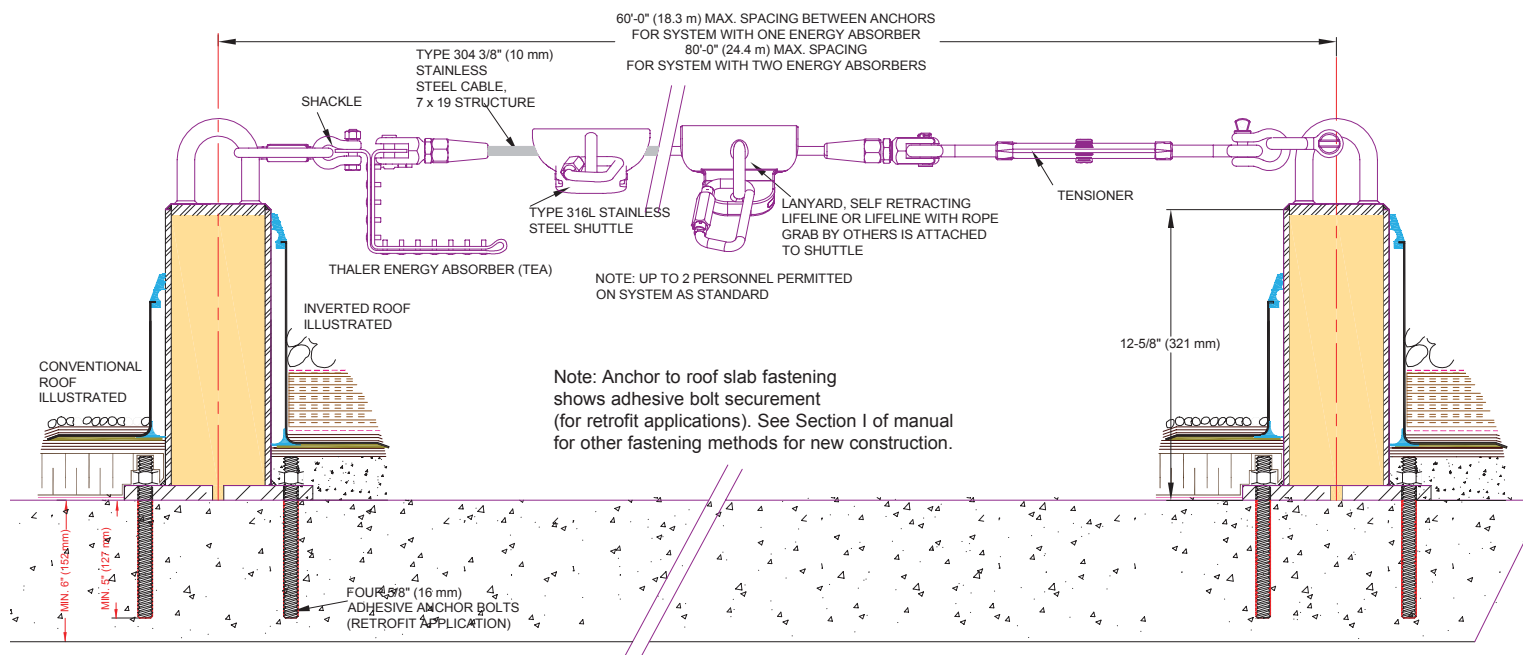 60'-0" (18.3 m) MAX. SPACING BETWEEN ANCHORS
FOR SYSTEM WITH ONE ENERGY ABSORBER
80'-0" (24.4 m) MAX. SPACING
FOR SYSTEM WITH TWO ENERGY ABSORBERS
TYPE 304 3/8" (10 mm)
STAINLESS
STEEL CABLE,
7 x 19 STRUCTURE
SHACKLE
TYPE 316L STAINLESS
STEEL SHUTTLE
LANYARD, SELF RETRACTING
LIFELINE OR LIFELINE WITH ROPE
GRAB BY OTHERS IS ATTACHED
TO SHUTTLE
TENSIONER
THALER ENERGY ABSORBER (TEA)
NOTE: UP TO 2 PERSONNEL PERMITTED
ON SYSTEM AS STANDARD
INVERTED ROOF
ILLUSTRATED
CONVENTIONAL
ROOF
ILLUSTRATED
12-5/8" (321 mm)
Note: Anchor to roof slab fastening
shows adhesive bolt securement
(for retrofit applications). See Section I of manual
for other fastening methods for new construction.
MIN. 6" (152 mm)
MIN. 5" (127 mm)
FOUR 5/8" (16 mm)
ADHESIVE ANCHOR BOLTS
(RETROFIT APPLICATION)